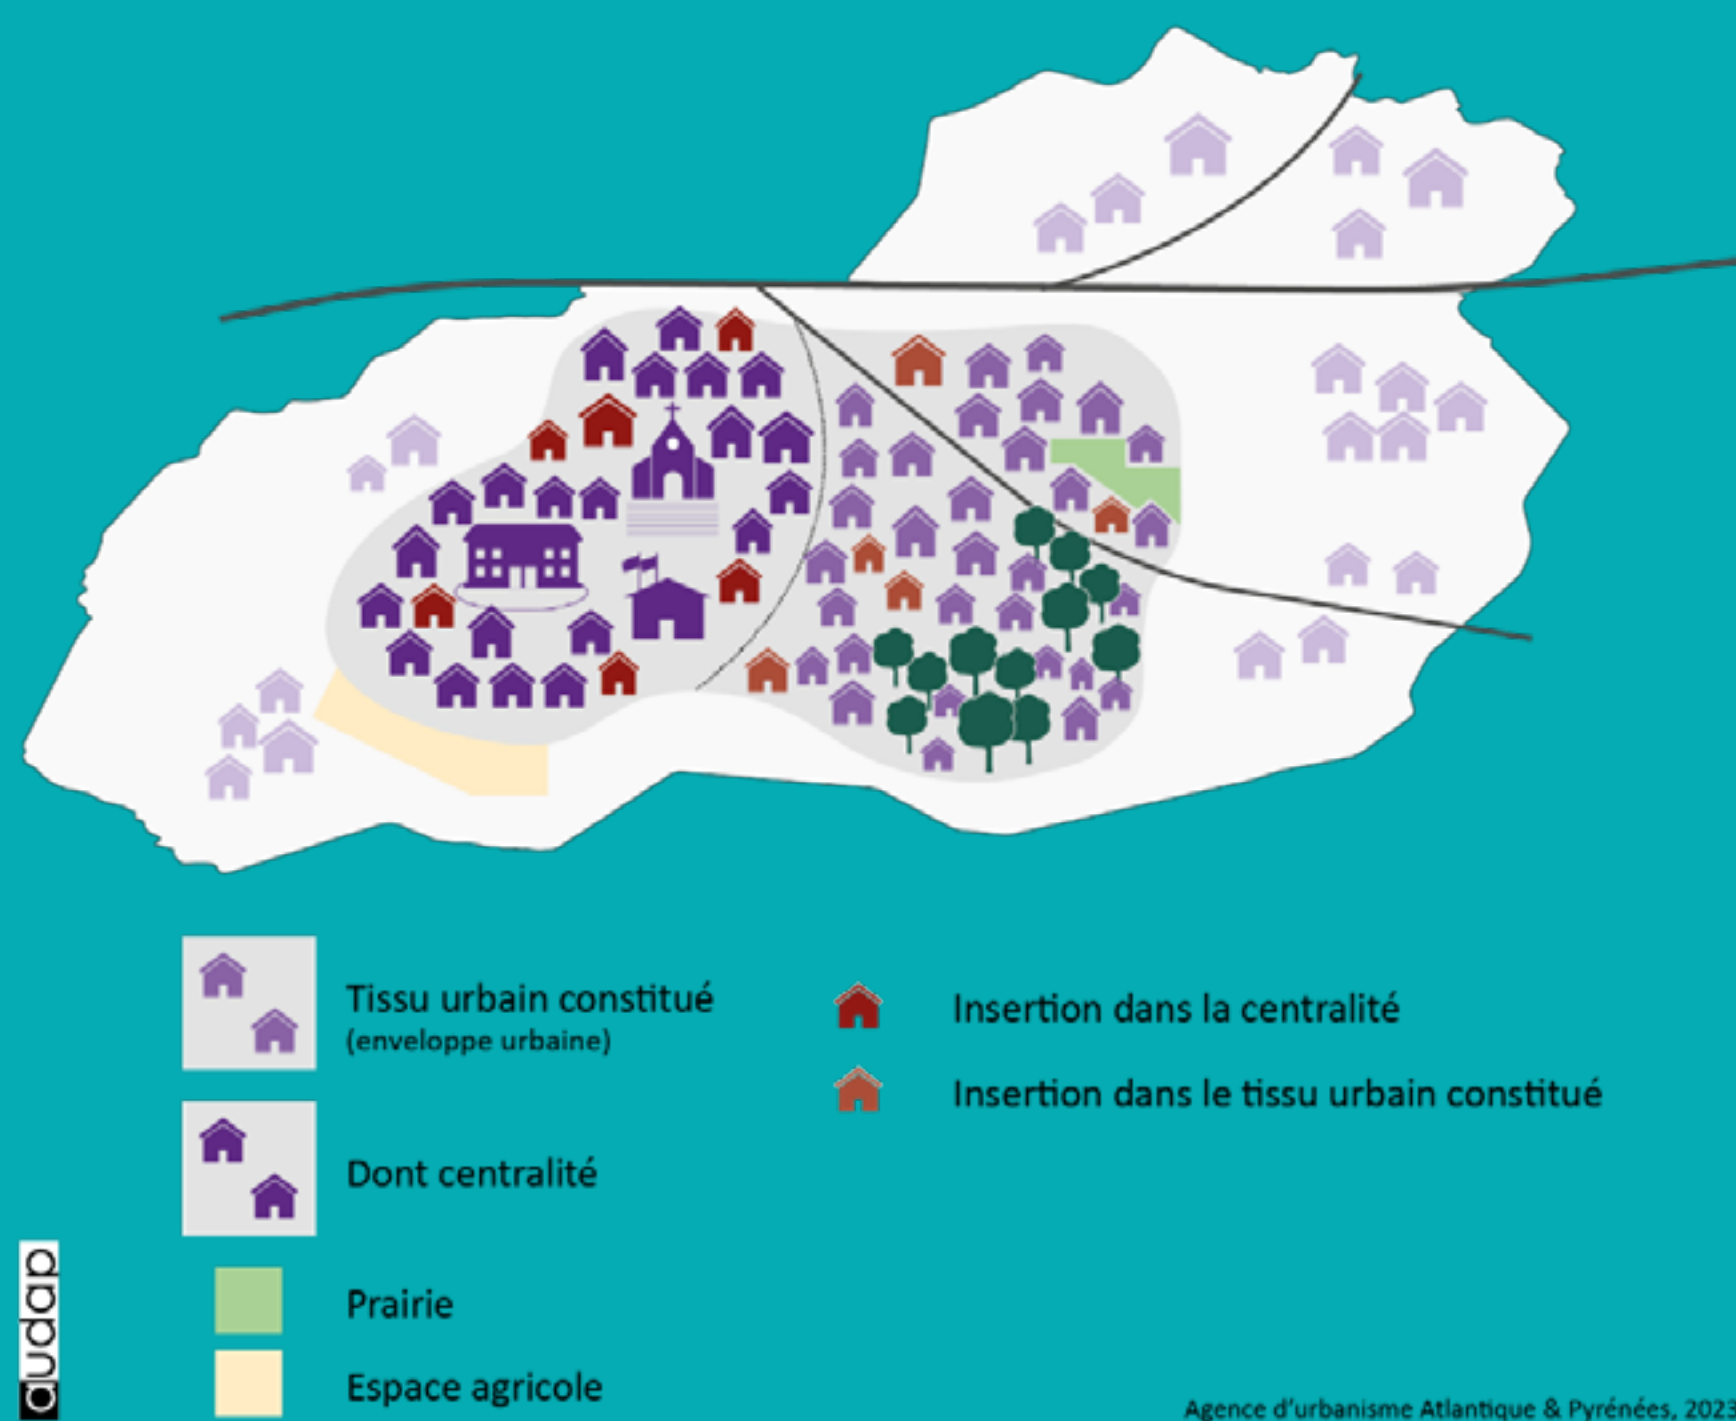 Tissu urbain constitué
(enveloppe urbaine)
Dont centralité
Prairie
Espace agricole
Insertion dans la centralité
Insertion dans le tissu urbain constitué
audap
Agence d'urbanisme Atlantique & Pyrénées, 2023